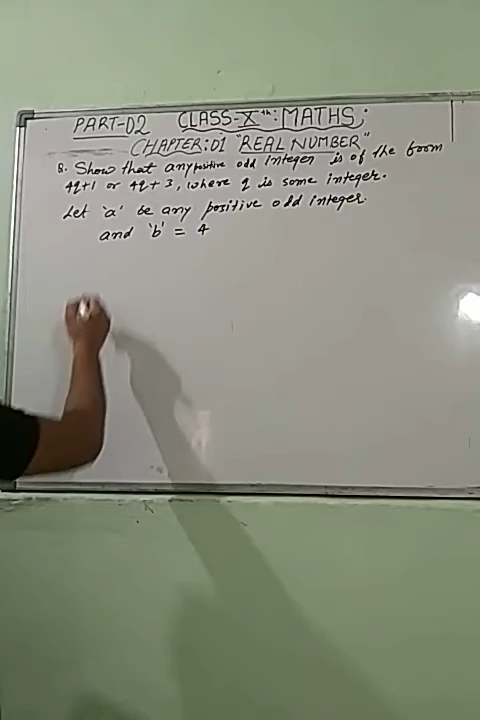 PART-02 CLASS-Xth: MATHS:
CHAPTER:01 "REAL NUMBER"
Q. Show that any positive odd integer is of the form
4q+1 or 4q+3, where q is some integer.
Let 'a' be any positive odd integer.
and 'b' = 4